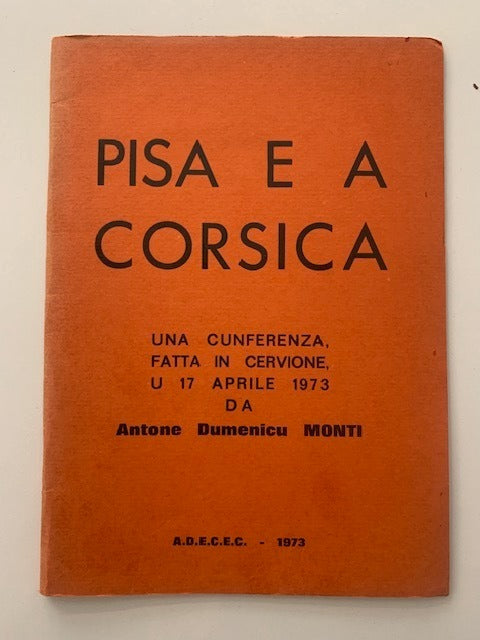 PISA E A
CORSICA
UNA CUNFERENZA,
FATTA IN CERVIONE,
U 17 APRILE 1973
DA
Antone Dumenicu MONTI
A.D.E.C.E.C. - 1973